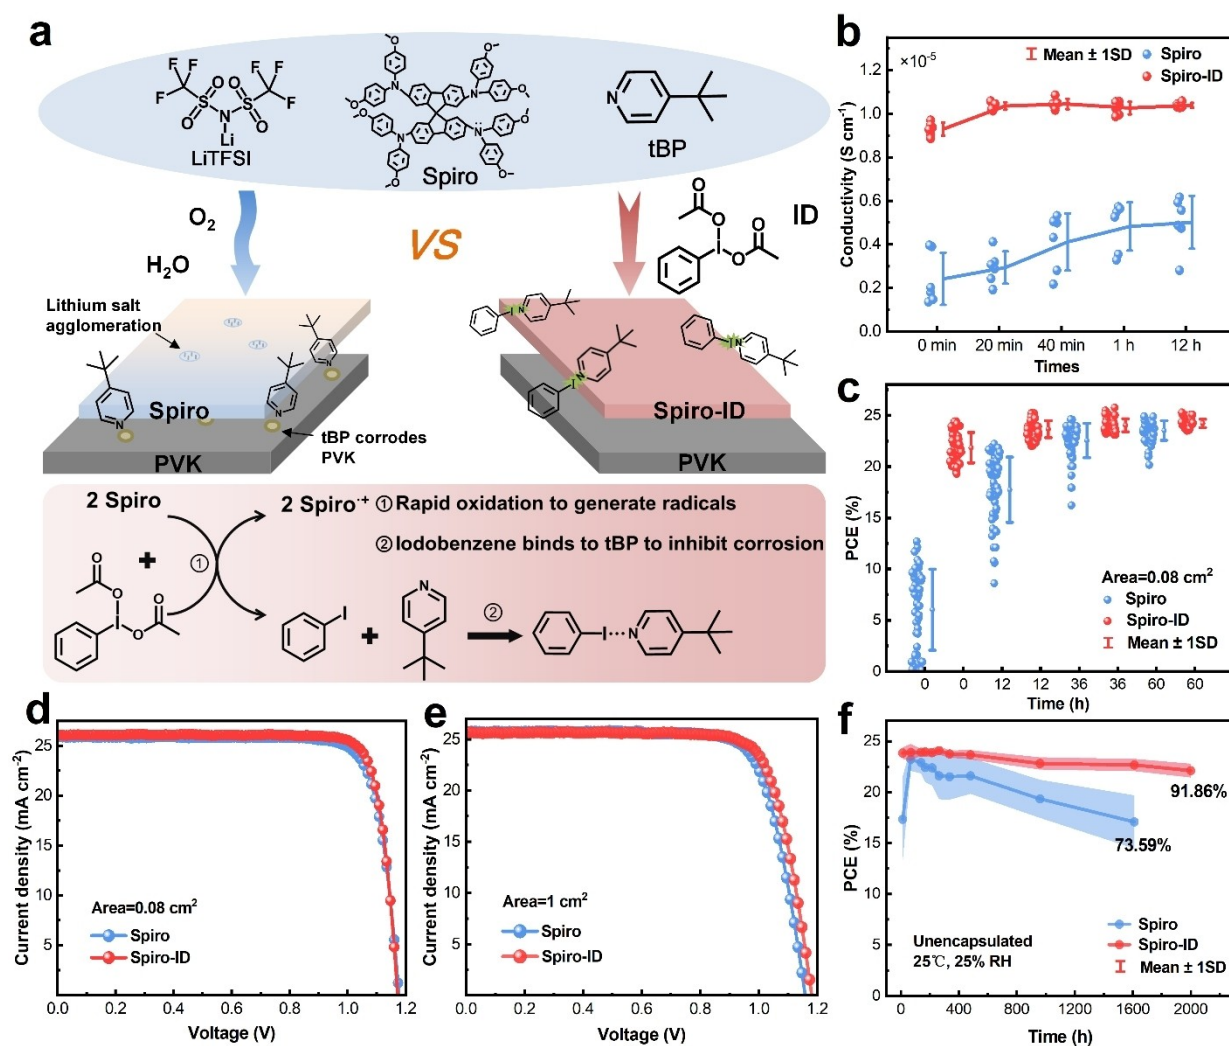 a
F
F
F
F
F
F
O
O
O
O
S
S
N
Li
LiTFSI
Spiro
N
tBP
O₂
H₂O
VS
ID
O
O
I
O
O
Lithium salt
agglomeration
Spiro
tBP corrodes
PVK
PVK
Spiro-ID
PVK
2 Spiro
2 Spiro·+
① Rapid oxidation to generate radicals
② Iodobenzene binds to tBP to inhibit corrosion
+
①
O
O
I
O
O
I
+
N
②
I···N
b
×10⁻⁵
Mean ± 1SD
Spiro
Spiro-ID
Conductivity (S cm⁻¹)
1.2
1.0
0.8
0.6
0.4
0.2
0.0
0 min
20 min
40 min
1 h
12 h
Times
c
PCE (%)
25
20
15
10
5
0
Area=0.08 cm²
Spiro
Spiro-ID
Mean ± 1SD
0
0
12
12
36
36
60
60
Time (h)
d
Current density (mA cm⁻²)
25
20
15
10
5
Area=0.08 cm²
Spiro
Spiro-ID
0.0
0.2
0.4
0.6
0.8
1.0
1.2
Voltage (V)
e
Current density (mA cm⁻²)
25
20
15
10
5
Area=1 cm²
Spiro
Spiro-ID
0.0
0.2
0.4
0.6
0.8
1.0
1.2
Voltage (V)
f
PCE (%)
25
20
15
10
5
0
91.86%
73.59%
Unencapsulated
25℃, 25% RH
Spiro
Spiro-ID
Mean ± 1SD
0
400
800
1200
1600
2000
Time (h)